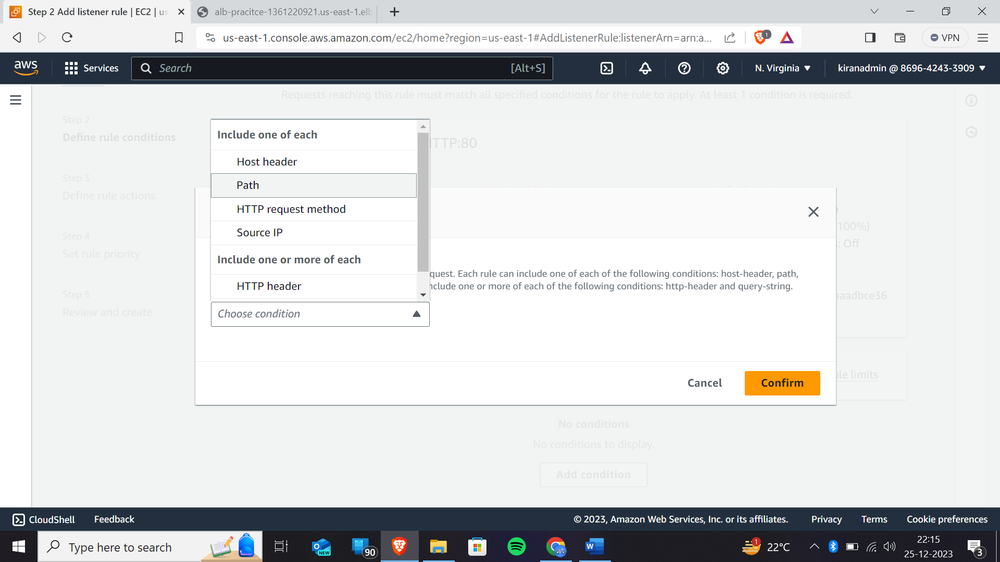 Step 2 Add listener rule | EC2 | us
alb-pracitce-1361220921.us-east-1.elb
us-east-1.console.aws.amazon.com/ec2/home?region=us-east-1#AddListenerRule:listenerArn=arn:a...
1
VPN
aws
Services
Search
[Alt+S]
N. Virginia
kiranadmin @ 8696-4243-3909
Requests reaching this rule must match all specified conditions for the rule to apply. At least 1 condition is required.
Step 2
Define rule conditions
Step 3
Define rule actions
Step 4
Set rule priority
Step 5
Review and create
TTP:80
Include one of each
Host header
Path
HTTP request method
Source IP
Include one or more of each
HTTP header
Choose condition
quest. Each rule can include one of each of the following conditions: host-header, path,
nclude one or more of each of the following conditions: http-header and query-string.
100%)
: Off
aaadbce36
Cancel
Confirm
ule limits
No conditions
No conditions to display.
Add condition
CloudShell
Feedback
© 2023, Amazon Web Services, Inc. or its affiliates.
Privacy
Terms
Cookie preferences
Type here to search
NEW
90
W
1
22°C
22:15
25-12-2023
3